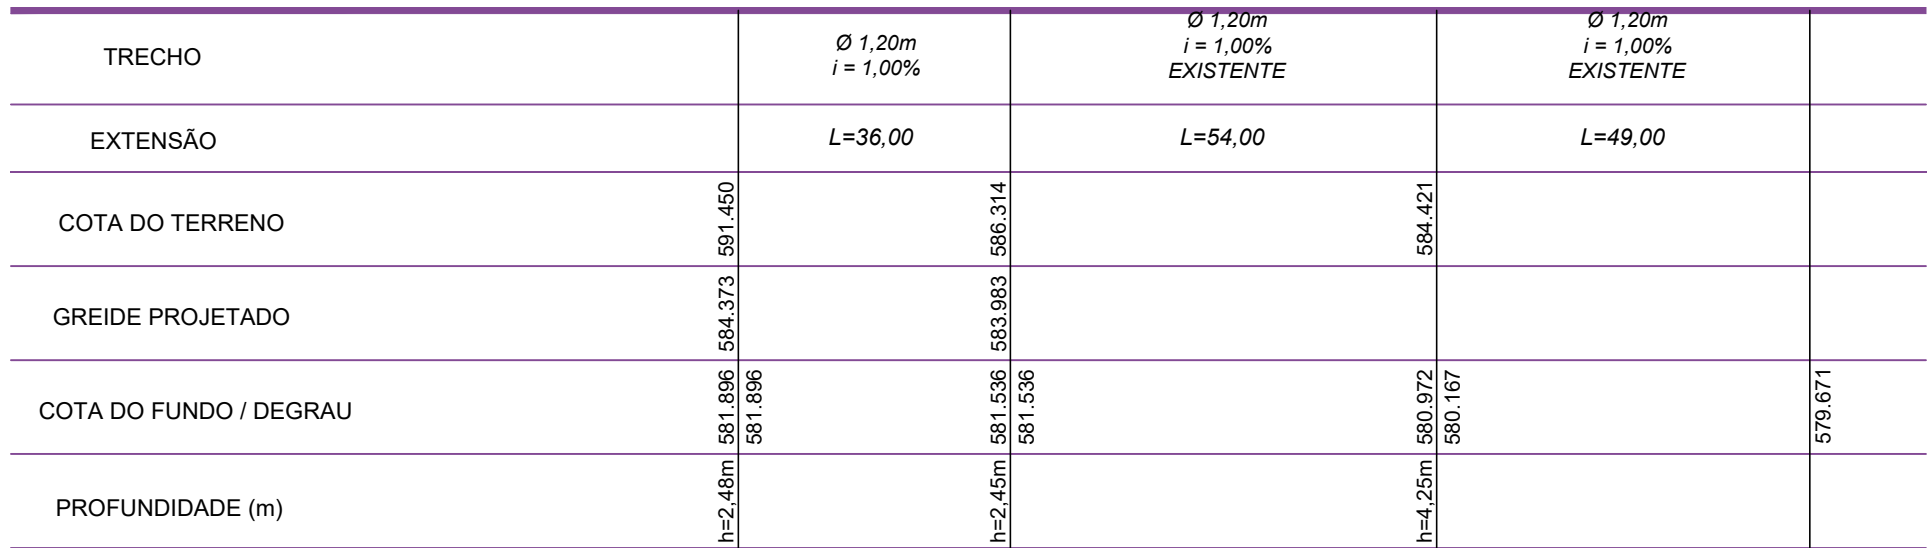 TRECHO
Ø 1,20m
i = 1,00%
Ø 1,20m
i = 1,00%
EXISTENTE
Ø 1,20m
i = 1,00%
EXISTENTE
EXTENSÃO
L=36,00
L=54,00
L=49,00
COTA DO TERRENO
591.450
586.314
584.421
GREIDE PROJETADO
584.373
583.983
COTA DO FUNDO / DEGRAU
581.896
581.896
581.536
581.536
580.972
580.167
579.671
PROFUNDIDADE (m)
h=2,48m
h=2,45m
h=4,25m